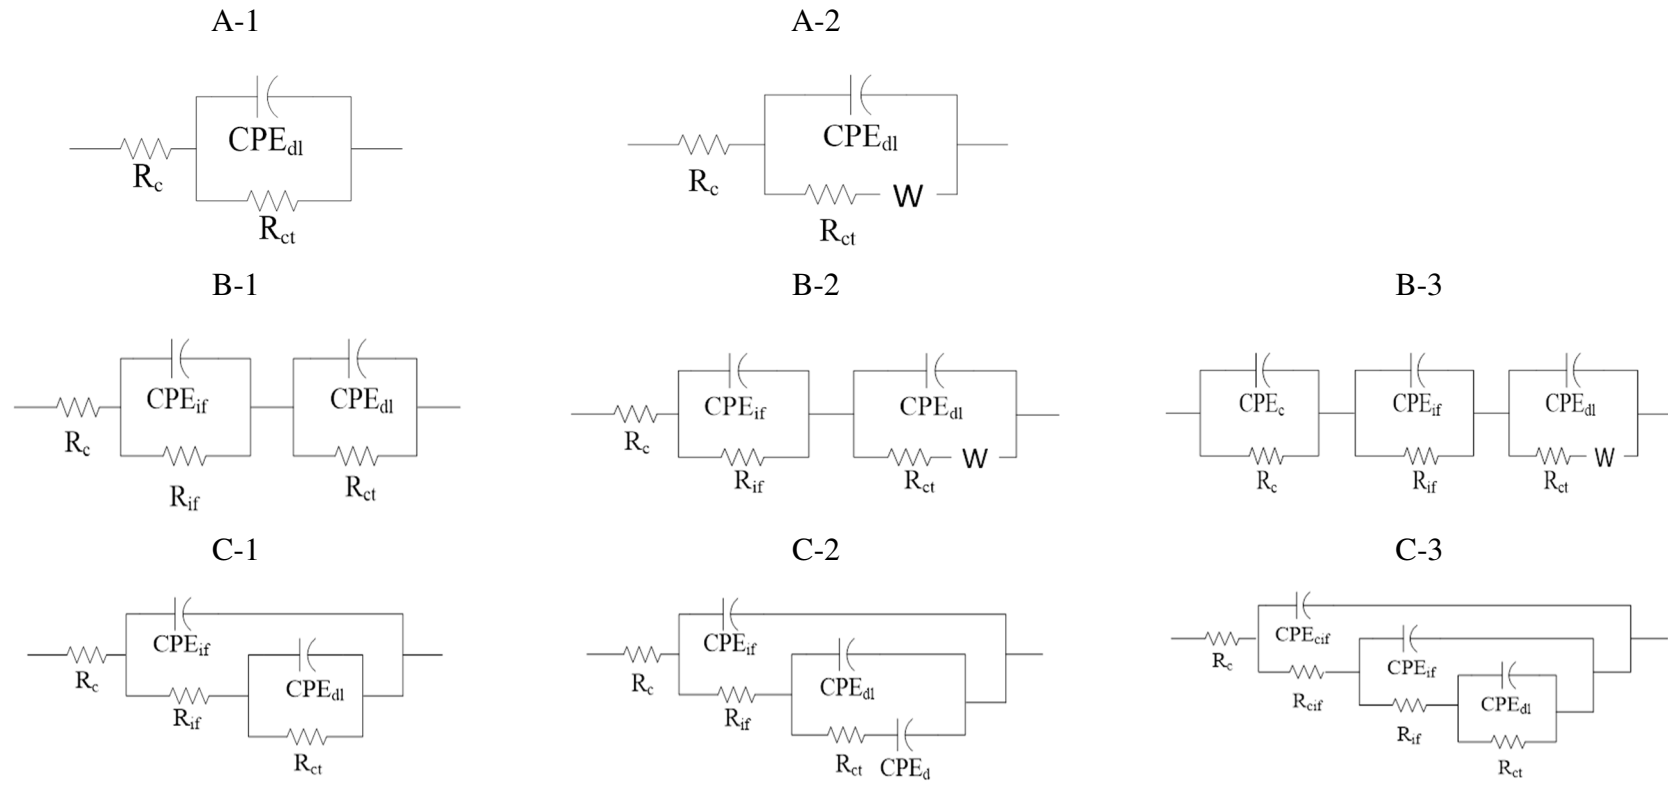 A-1 A-2
CPEdl CPEdl
Rc Rc
Rct Rct W
B-1 B-2 B-3
CPEif CPEdl CPEif CPEdl CPEc CPEif CPEdl
Rc Rc W W
Rif Rct Rif Rct Rc Rif Rct
C-1 C-2 C-3
CPEif CPEif CPEcif
Rc CPEdl Rc CPEdl Rc CPEif
Rif Rif Rcif CPEdl
Rct Rct CPEd Rif
Rct